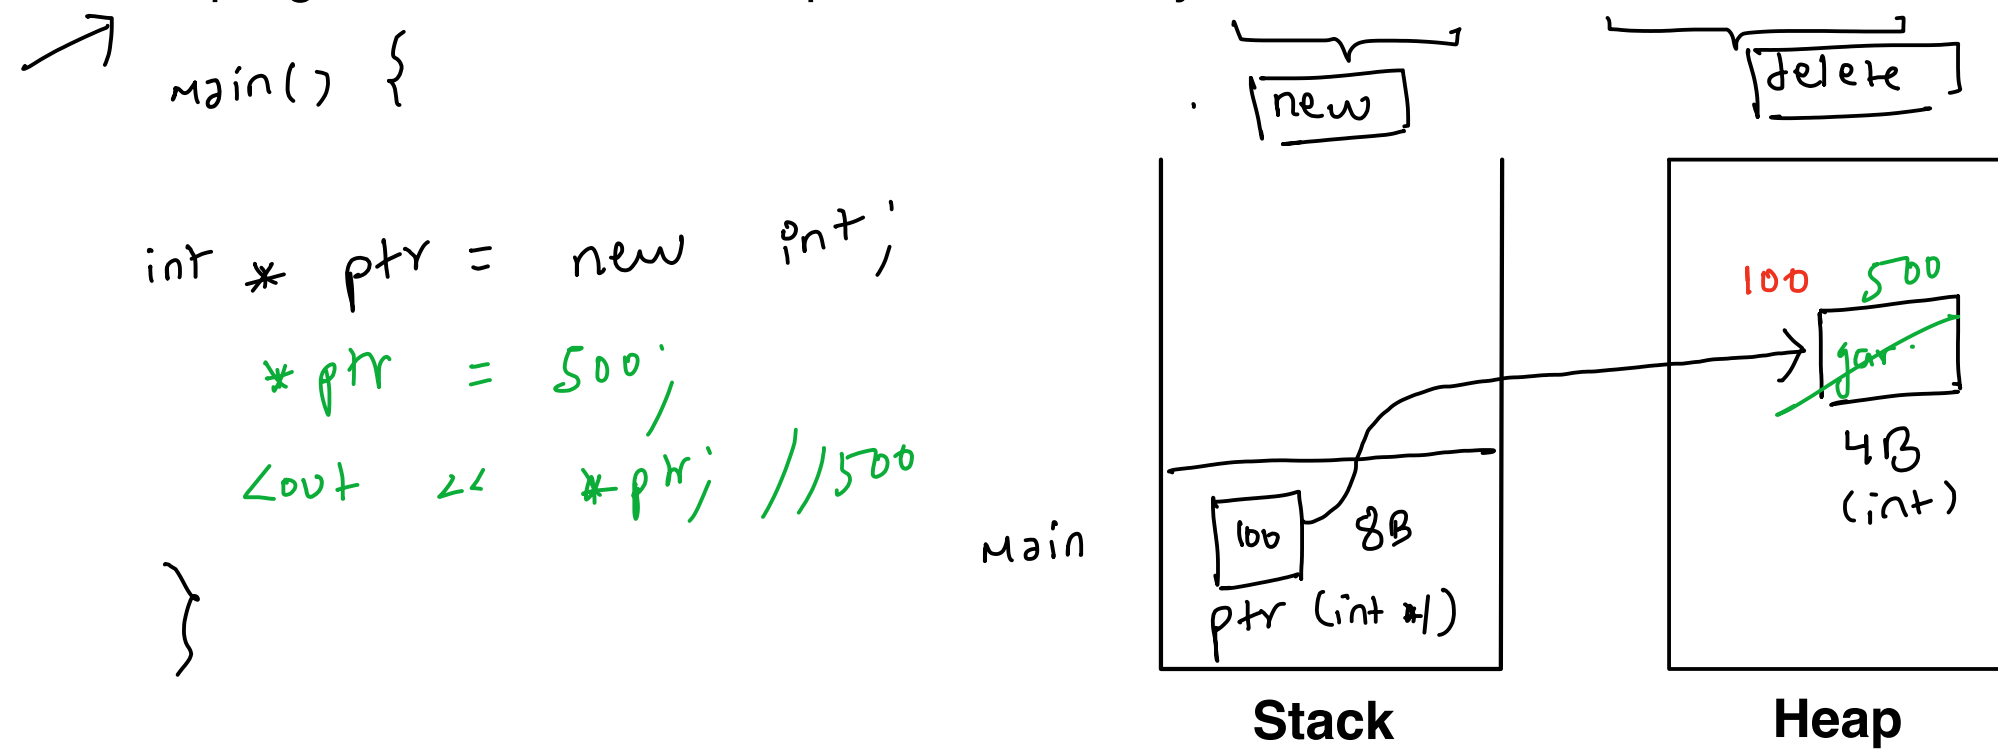 main() {
new
delete
int * ptr = new int;
*ptr = 500;
cout << *ptr; //500
}
100
500
gar.
4B
(int)
main
100
8B
ptr (int *)
Stack
Heap